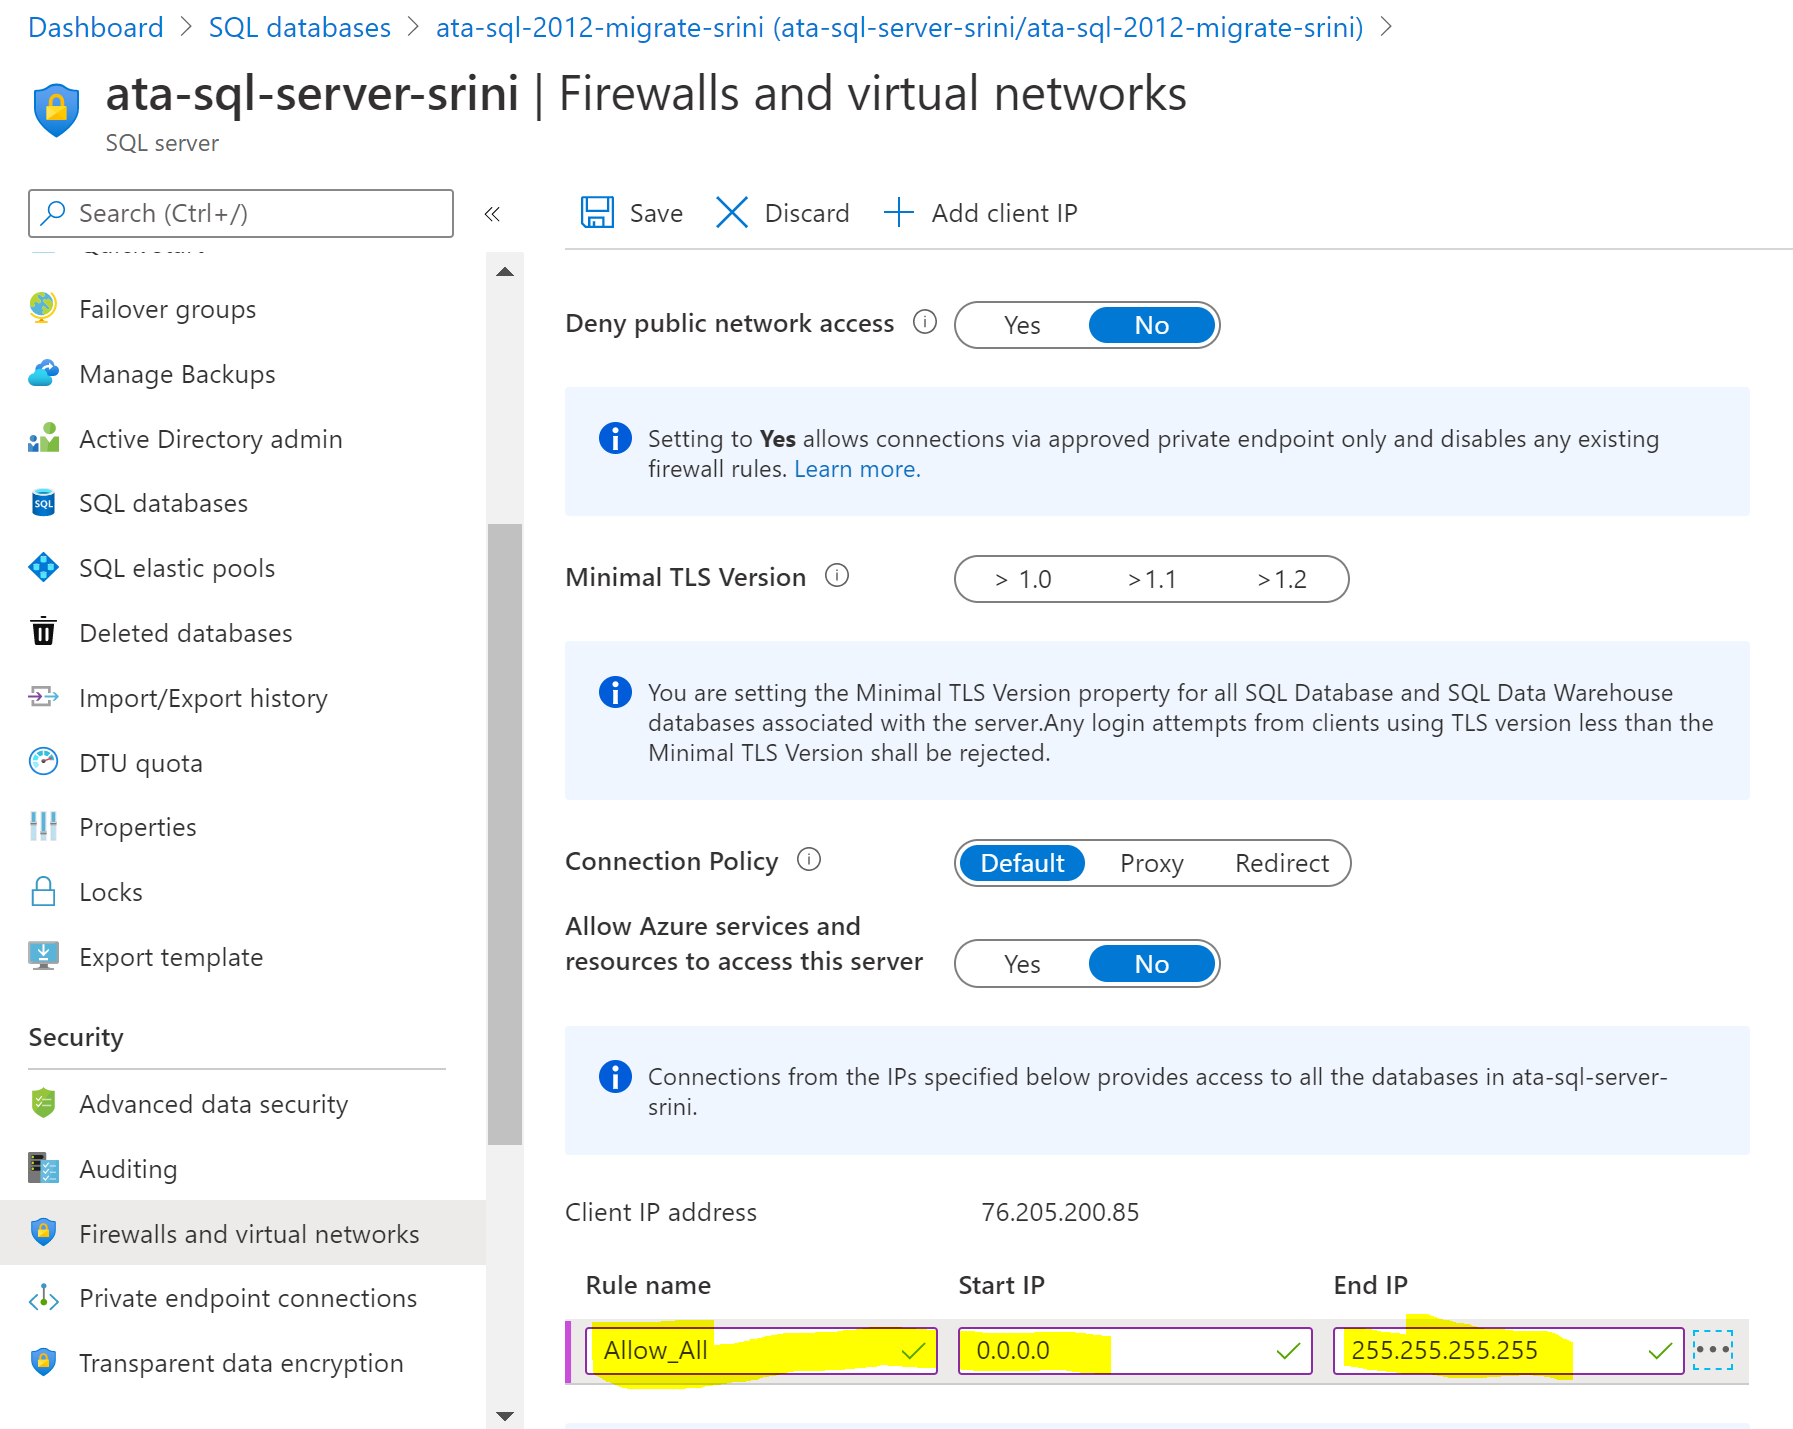 Dashboard > SQL databases > ata-sql-2012-migrate-srini (ata-sql-server-srini/ata-sql-2012-migrate-srini) >
ata-sql-server-srini | Firewalls and virtual networks
SQL server
Search (Ctrl+/)
«
Save
Discard
Add client IP
Failover groups
Manage Backups
Active Directory admin
SQL databases
SQL elastic pools
Deleted databases
Import/Export history
DTU quota
Properties
Locks
Export template
Security
Advanced data security
Auditing
Firewalls and virtual networks
Private endpoint connections
Transparent data encryption
Deny public network access
Yes No
Setting to Yes allows connections via approved private endpoint only and disables any existing
firewall rules. Learn more.
Minimal TLS Version
> 1.0 >1.1 >1.2
You are setting the Minimal TLS Version property for all SQL Database and SQL Data Warehouse
databases associated with the server.Any login attempts from clients using TLS version less than the
Minimal TLS Version shall be rejected.
Connection Policy
Default Proxy Redirect
Allow Azure services and
resources to access this server
Yes No
Connections from the IPs specified below provides access to all the databases in ata-sql-server-
srini.
Client IP address 76.205.200.85
Rule name Start IP End IP
Allow_All 0.0.0.0 255.255.255.255